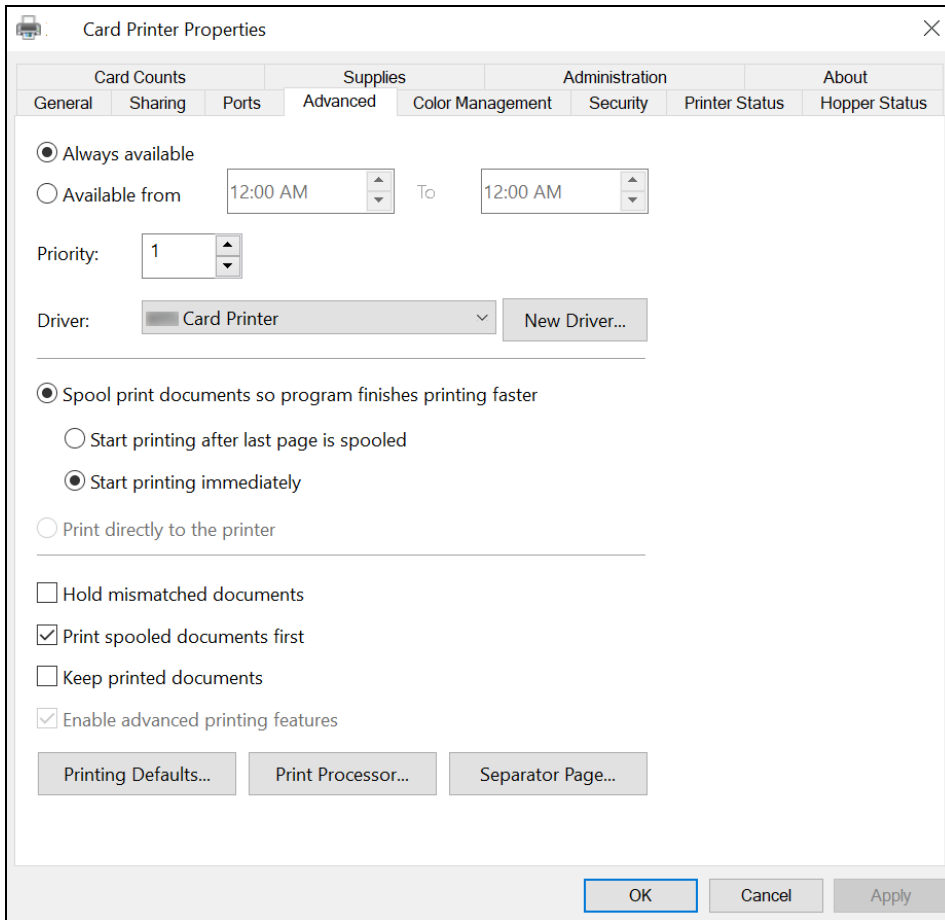 Card Printer Properties
Card Counts Supplies Administration About
General Sharing Ports Advanced Color Management Security Printer Status Hopper Status
Always available
Available from 12:00 AM To 12:00 AM
Priority: 1
Driver: Card Printer New Driver...
Spool print documents so program finishes printing faster
Start printing after last page is spooled
Start printing immediately
Print directly to the printer
Hold mismatched documents
Print spooled documents first
Keep printed documents
Enable advanced printing features
Printing Defaults... Print Processor... Separator Page...
OK Cancel Apply